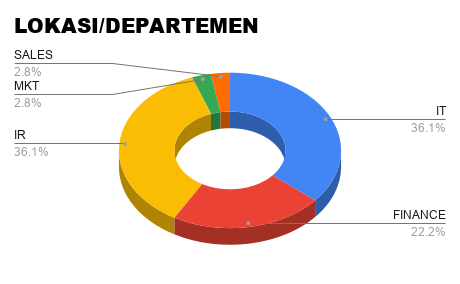 LOKASI/DEPARTEMEN
SALES
2.8%
MKT
2.8%
IR
36.1%
IT
36.1%
FINANCE
22.2%